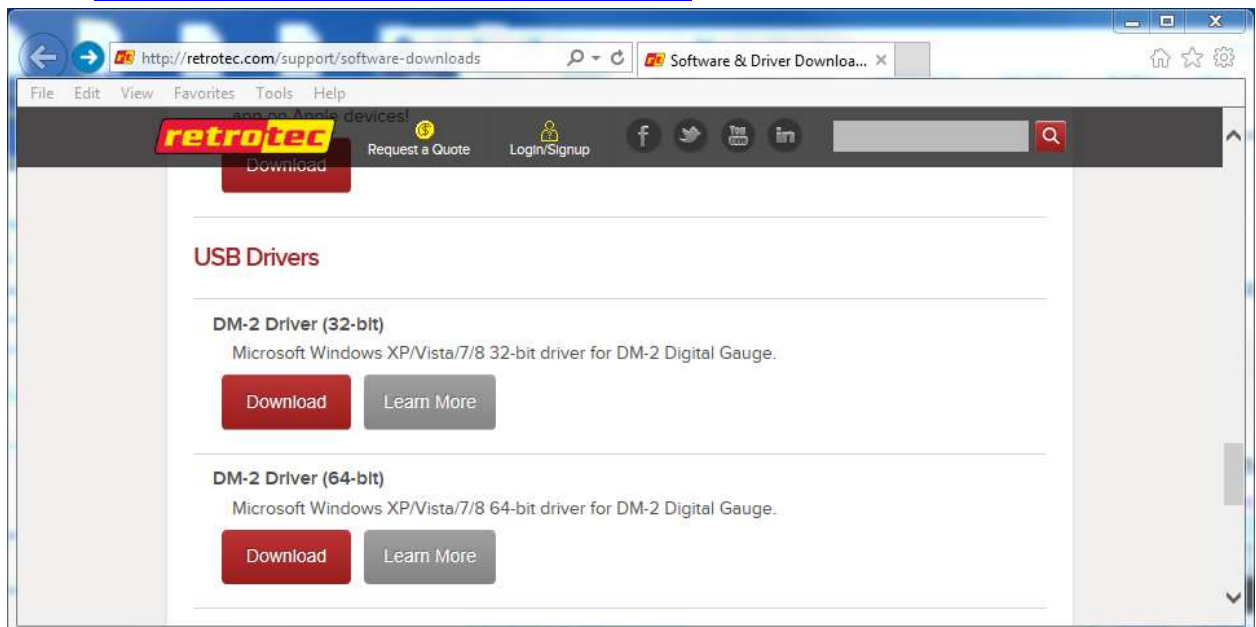 http://retrotec.com/support/software-downloads
Software & Driver Downloa...
File Edit View Favorites Tools Help
app on Apple devices!
retrotec
Request a Quote
Login/Signup
You Tube
in
Download
USB Drivers
DM-2 Driver (32-bit)
Microsoft Windows XP/Vista/7/8 32-bit driver for DM-2 Digital Gauge.
Download Learn More
DM-2 Driver (64-bit)
Microsoft Windows XP/Vista/7/8 64-bit driver for DM-2 Digital Gauge.
Download Learn More